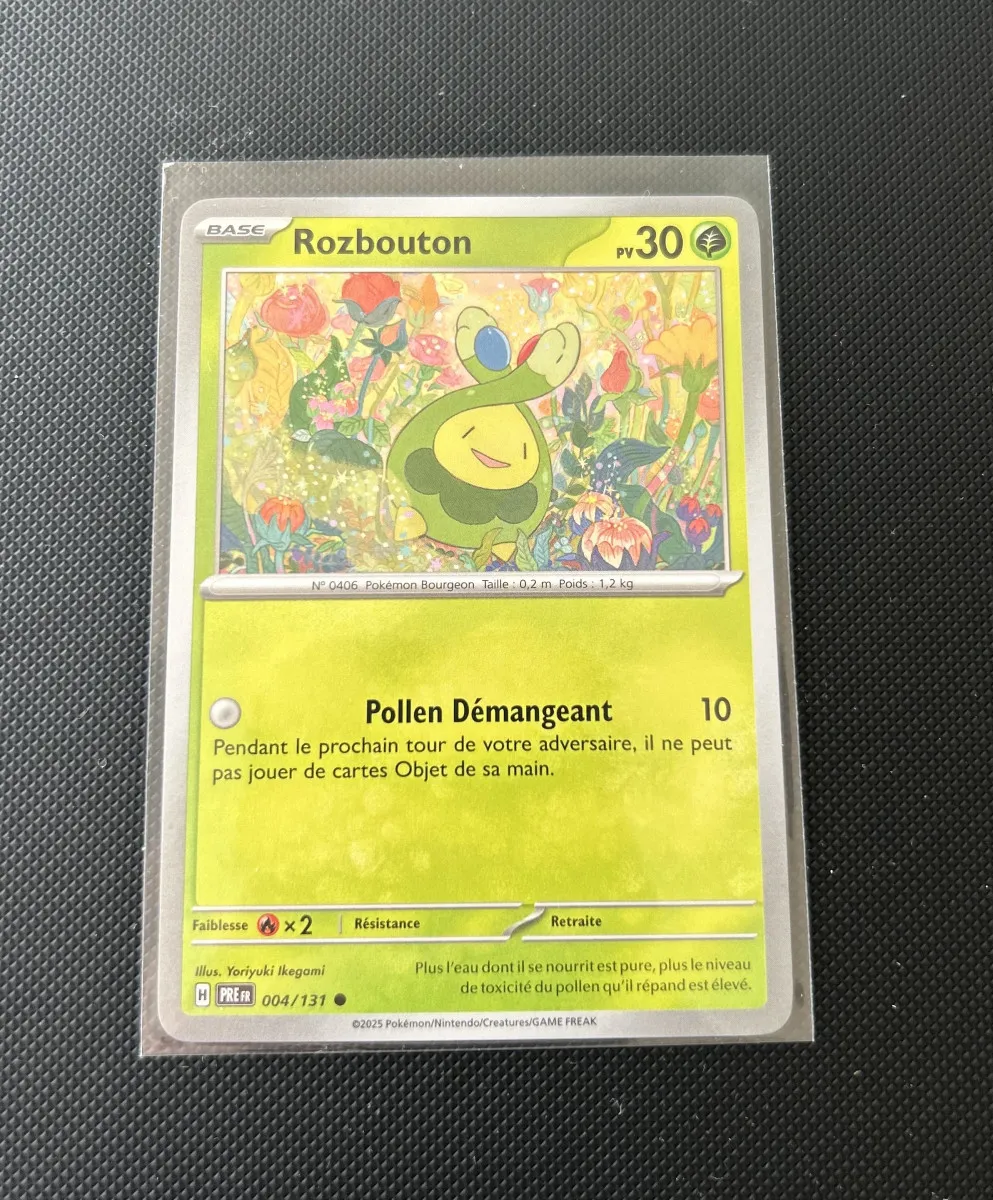 BASE Rozbouton PV 30
N° 0406 Pokémon Bourgeon Taille : 0,2 m Poids : 1,2 kg
Pollen Démangeant 10
Pendant le prochain tour de votre adversaire, il ne peut
pas jouer de cartes Objet de sa main.
Faiblesse ×2 Résistance Retraite
Illus. Yoriyuki Ikegami
Plus l'eau dont il se nourrit est pure, plus le niveau
de toxicité du pollen qu'il répand est élevé.
H PRE FR 004/131
©2025 Pokémon/Nintendo/Creatures/GAME FREAK